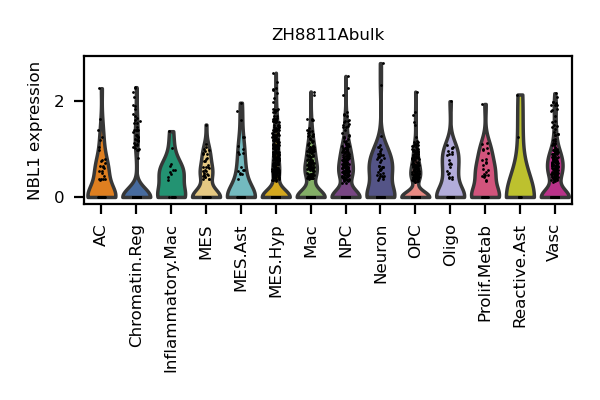 ZH8811Abulk
NBL1 expression
2
0
AC
Chromatin.Reg
Inflammatory.Mac
MES
MES.Ast
MES.Hyp
Mac
NPC
Neuron
OPC
Oligo
Prolif.Metab
Reactive.Ast
Vasc